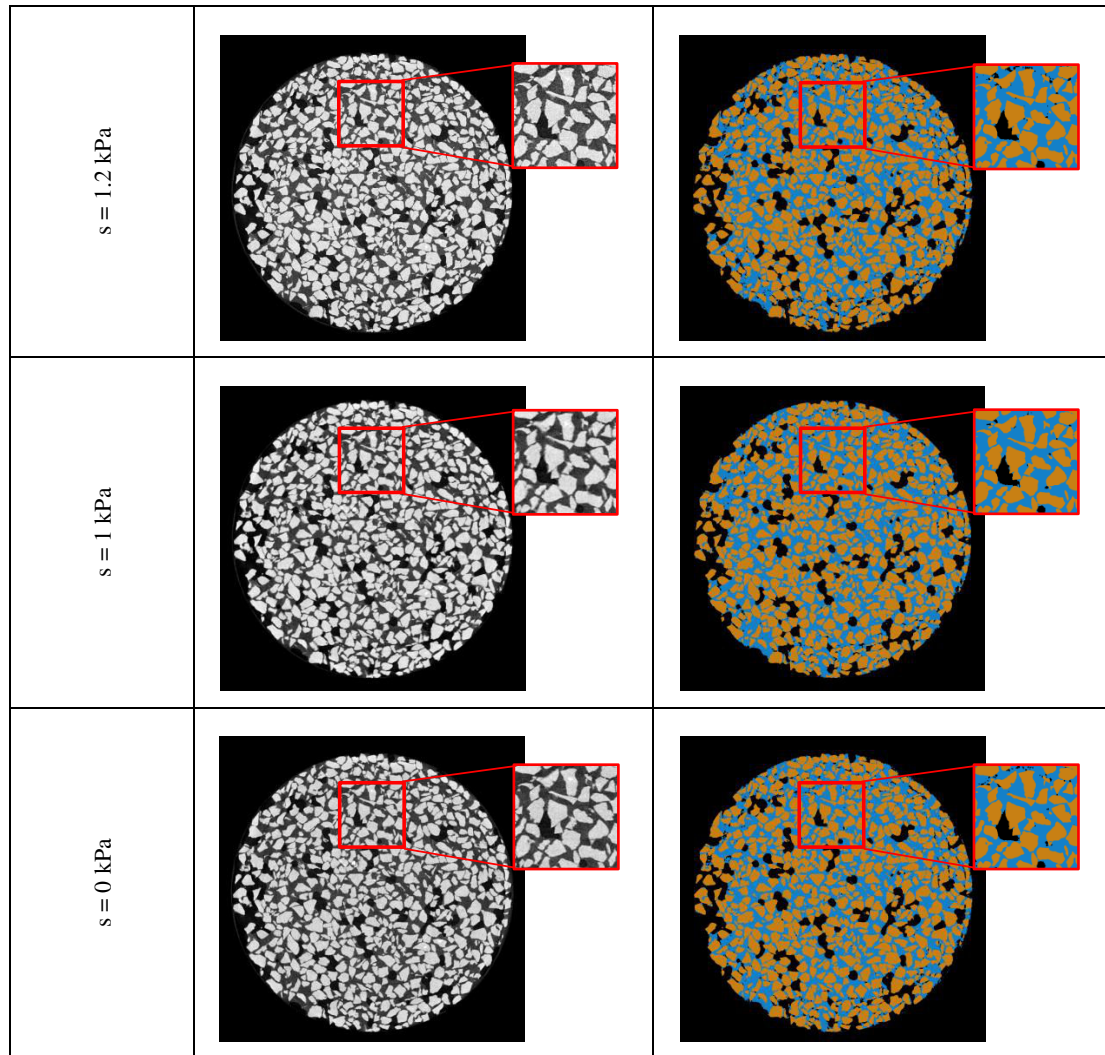 s = 1.2 kPa
s = 1 kPa
s = 0 kPa